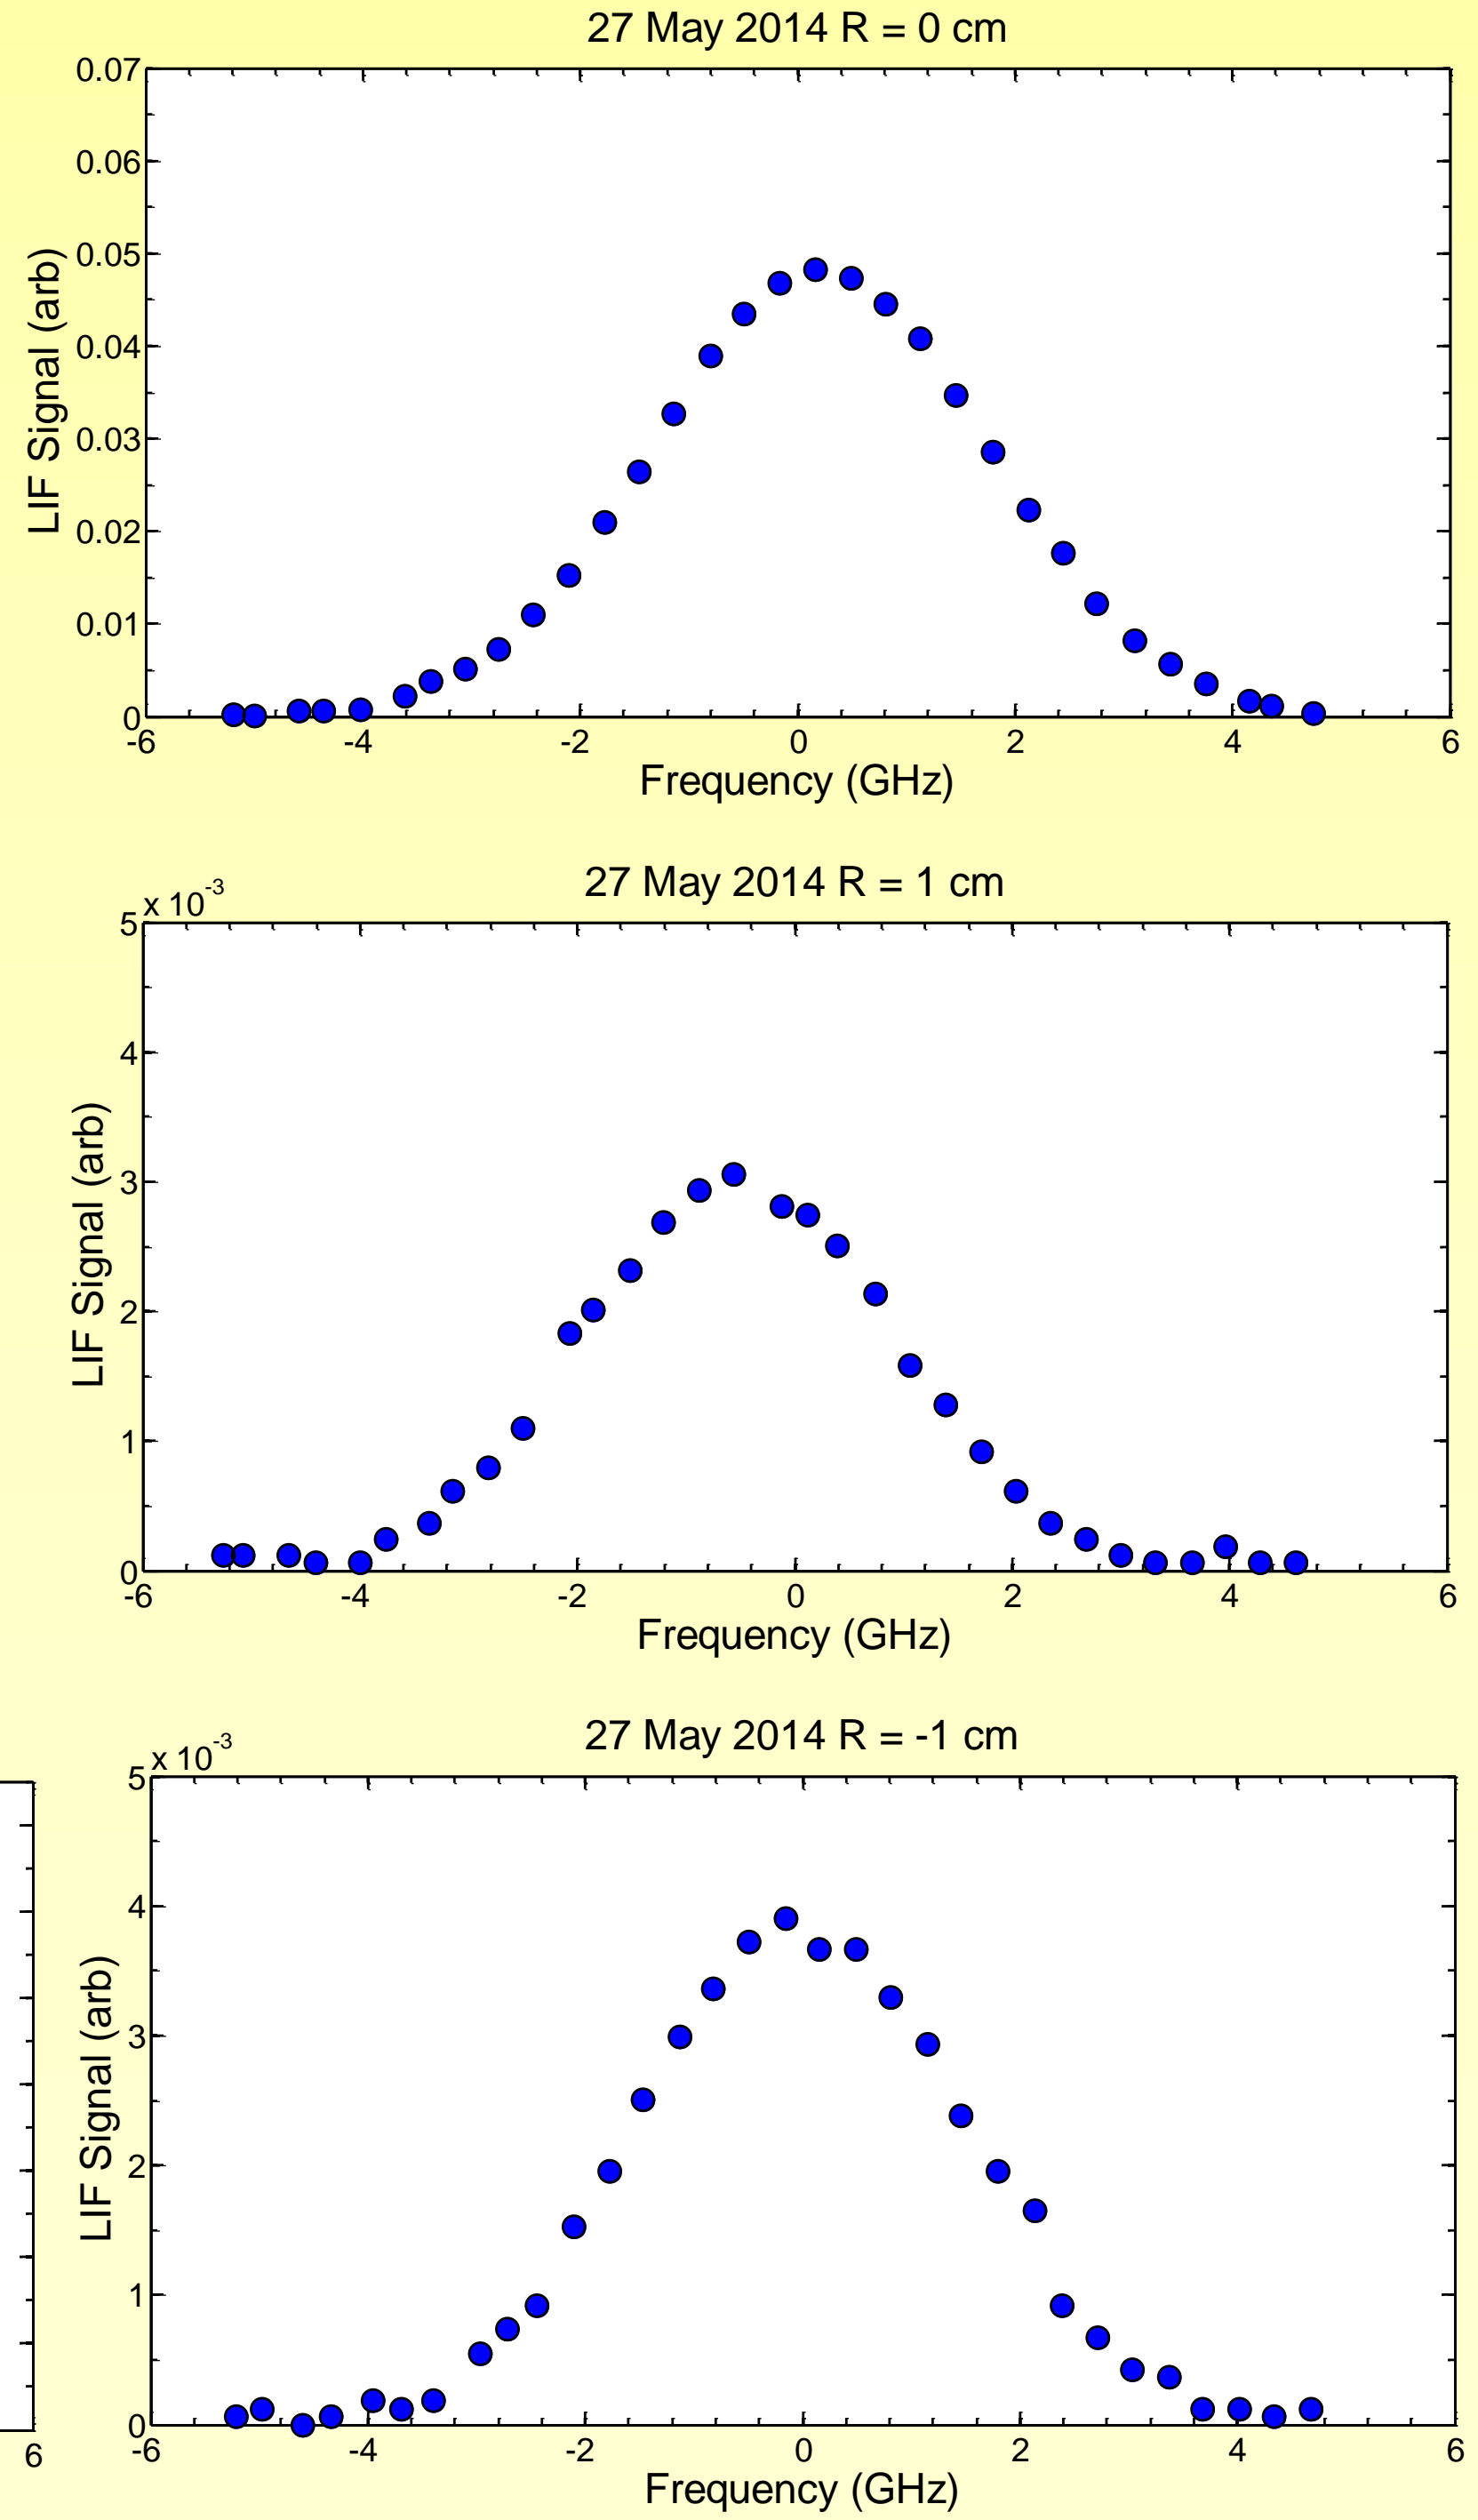 27 May 2014 R = 0 cm
0.07
0.06
0.05
0.04
0.03
0.02
0.01
0
LIF Signal (arb)
-6 -4 -2 0 2 4 6
Frequency (GHz)
27 May 2014 R = 1 cm
x 10-3
5
4
3
2
1
0
LIF Signal (arb)
-6 -4 -2 0 2 4 6
Frequency (GHz)
27 May 2014 R = -1 cm
x 10-3
5
4
3
2
1
0
LIF Signal (arb)
6
-6 -4 -2 0 2 4 6
Frequency (GHz)